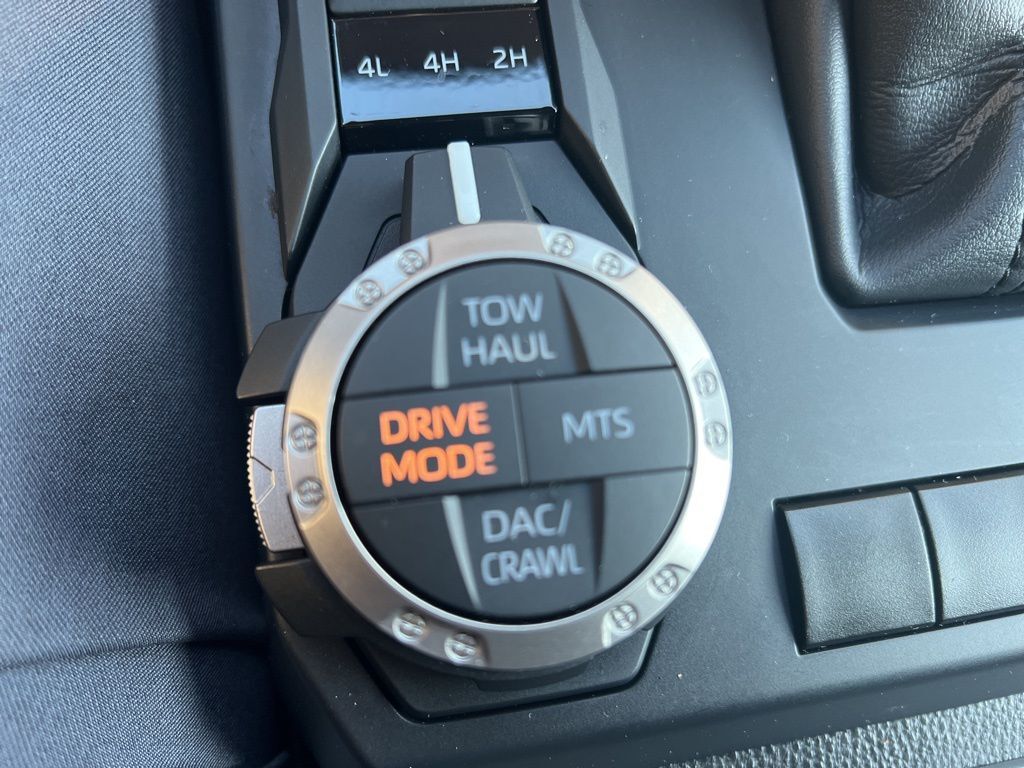 4L 4H 2H
TOW
HAUL
DRIVE
MODE
MTS
DAC/
CRAWL